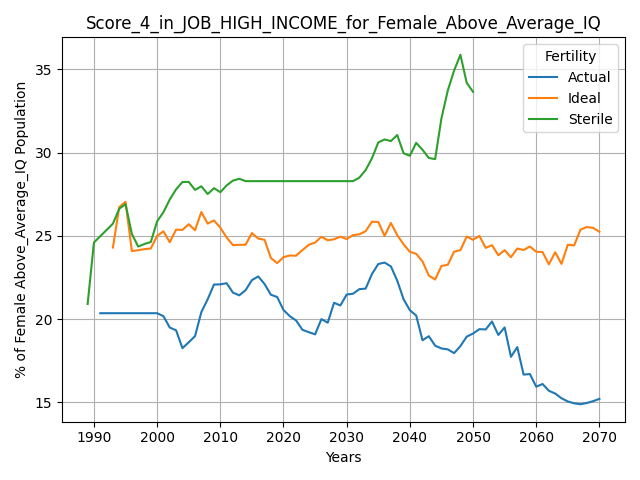 Score_4_in_JOB_HIGH_INCOME_for_Female_Above_Average_IQ
% of Female Above_Average_IQ Population
35
30
25
20
15
Fertility
Actual
Ideal
Sterile
1990 2000 2010 2020 2030 2040 2050 2060 2070
Years